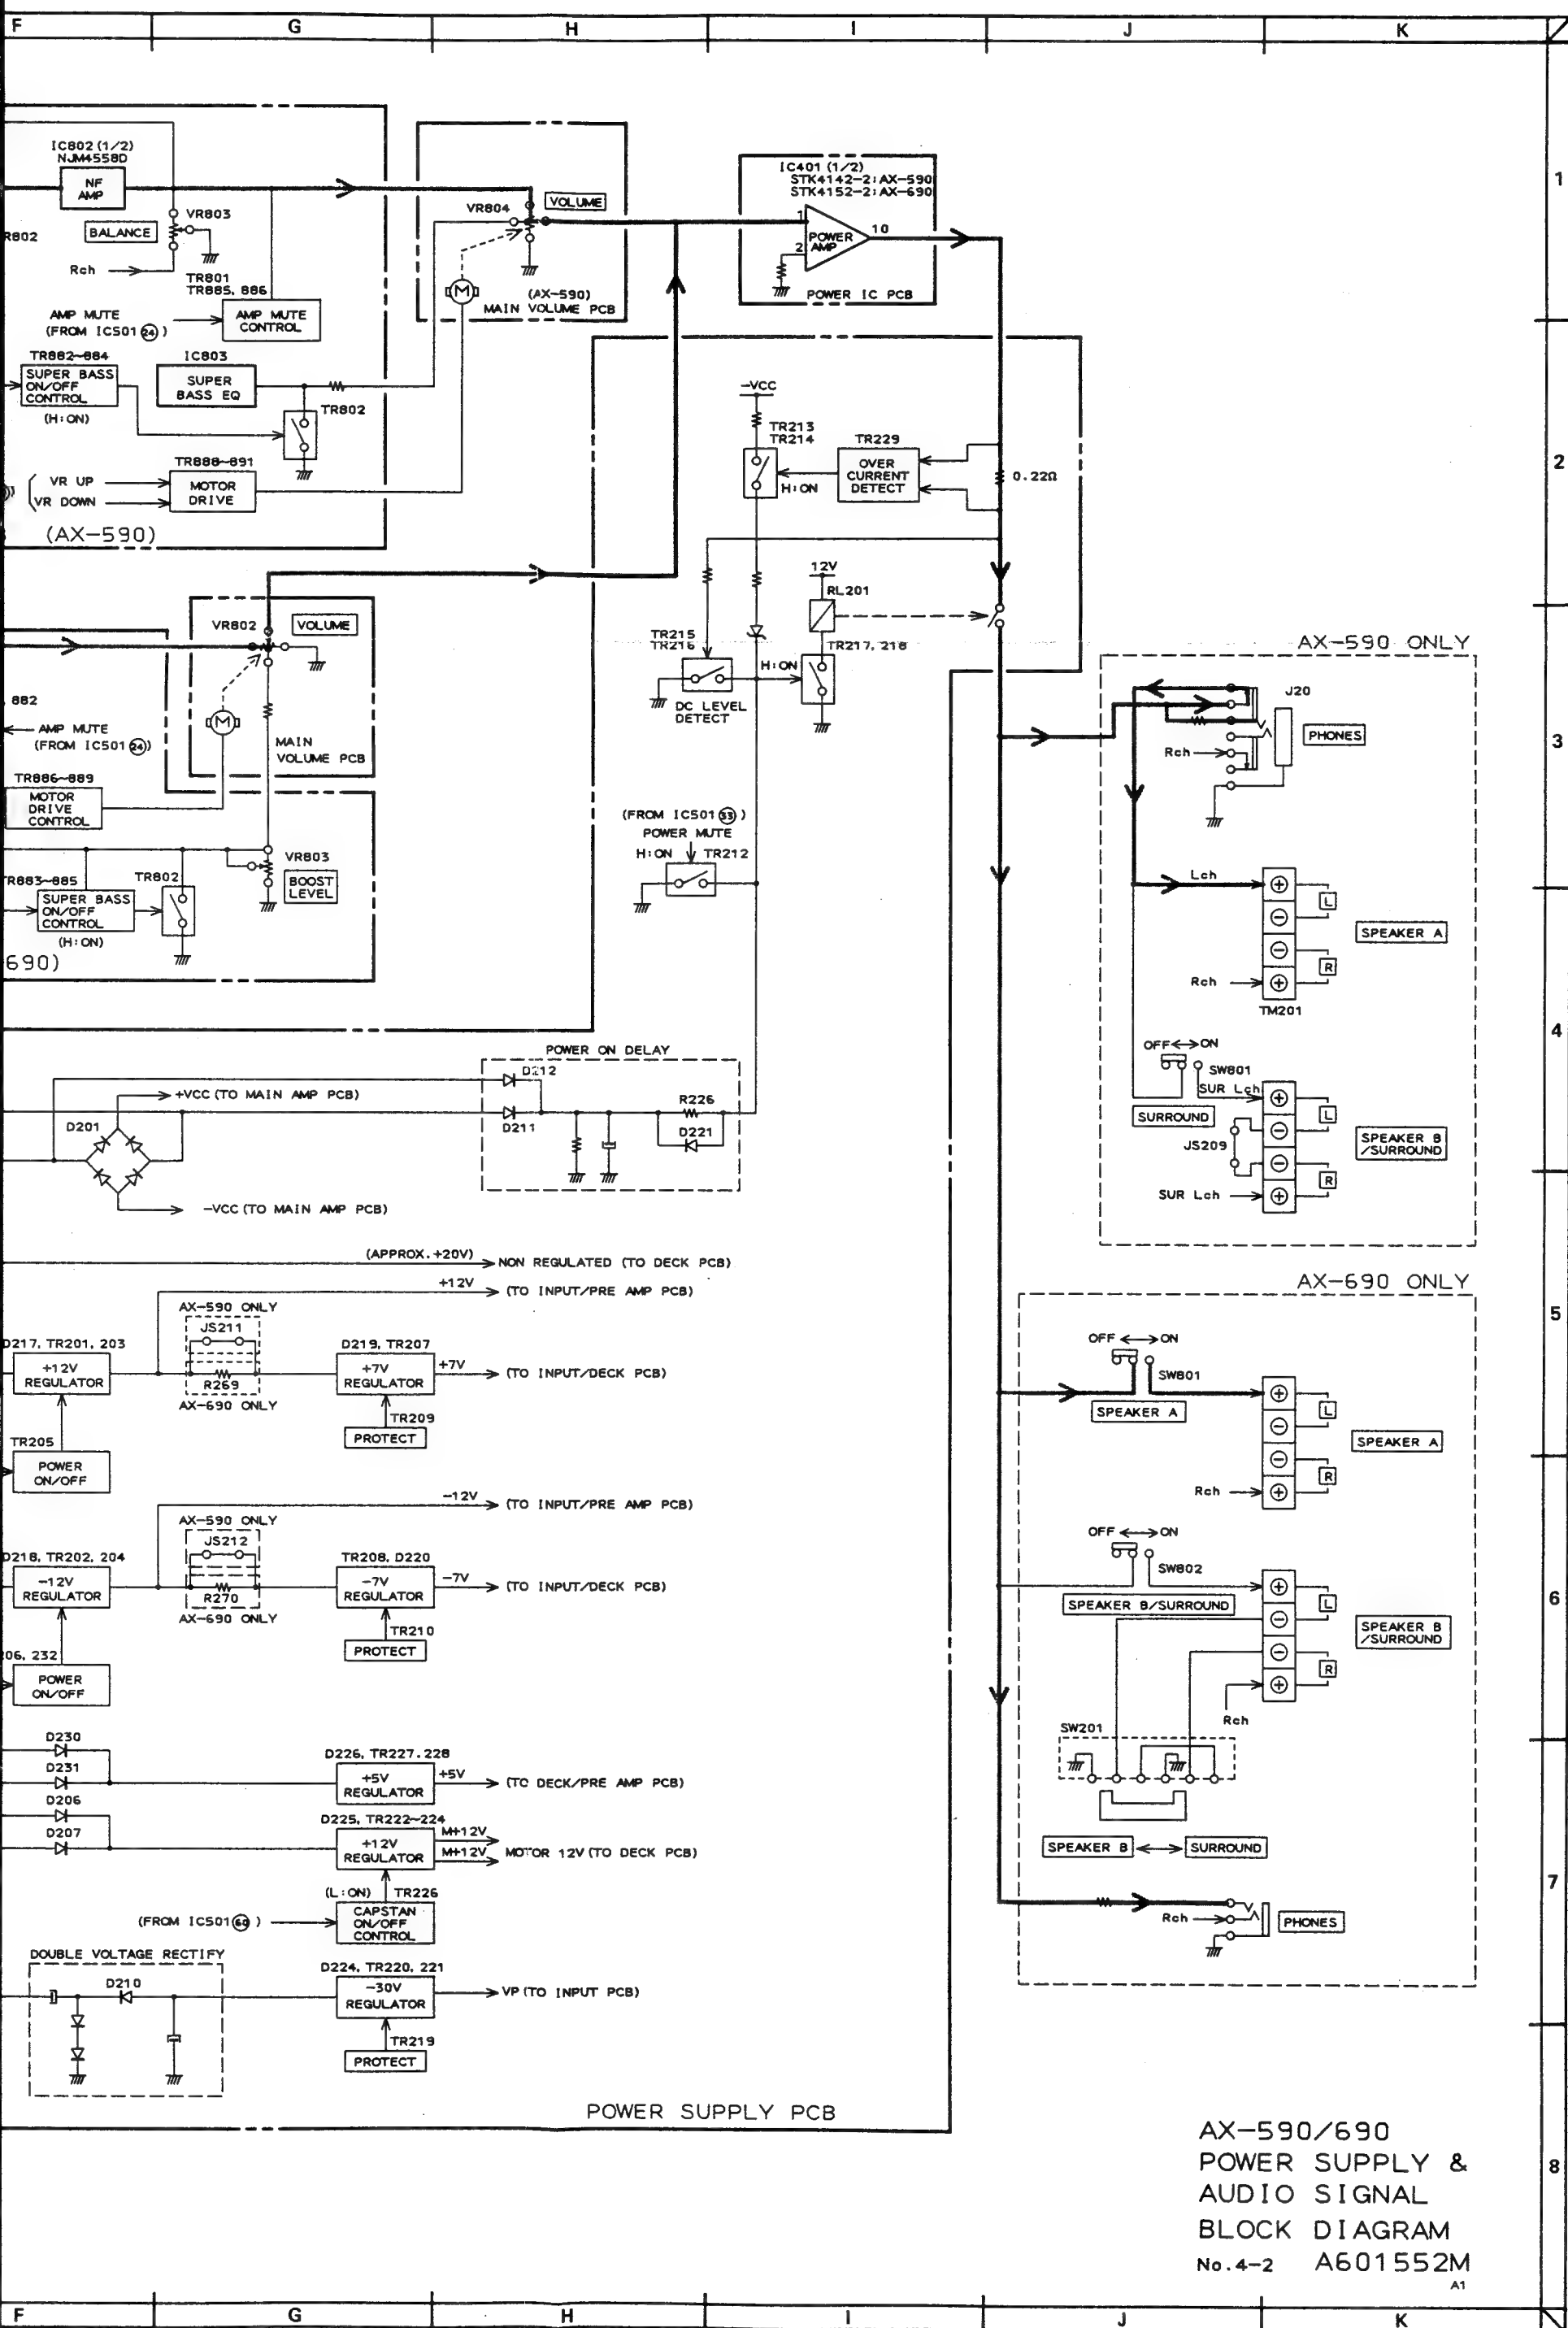 F G H I J K
IC802 (1/2)
NJM4558D
NF
AMP
R802
VR803
BALANCE
Rch
TR801
TR885, 886
AMP MUTE
(FROM IC501 24)
AMP MUTE
CONTROL
TR882~884
SUPER BASS
ON/OFF
CONTROL
(H:ON)
IC803
SUPER
BASS EQ
TR802
TR888~891
VR UP
VR DOWN
MOTOR
DRIVE
(AX-590)
VR804
VOLUME
M
(AX-590)
MAIN VOLUME PCB
IC401 (1/2)
STK4142-2:AX-590
STK4152-2:AX-690
1
2
POWER
AMP
10
POWER IC PCB
1
-VCC
TR213
TR214
H:ON
TR229
OVER
CURRENT
DETECT
0.22Ω
2
12V
RL201
TR215
TR216
H:ON
TR217, 218
DC LEVEL
DETECT
VR802
VOLUME
M
MAIN
VOLUME PCB
882
AMP MUTE
(FROM IC501 24)
TR886~889
MOTOR
DRIVE
CONTROL
VR803
BOOST
LEVEL
TR883~885
TR802
SUPER BASS
ON/OFF
CONTROL
(H:ON)
690)
(FROM IC501 33)
POWER MUTE
H:ON TR212
AX-590 ONLY
J20
PHONES
Rch
3
Lch
+
−
−
+
L
R
SPEAKER A
Rch
TM201
4
OFF ON
SW801
SUR Lch
SURROUND
JS209
+
−
−
+
L
R
SPEAKER B
/SURROUND
SUR Lch
POWER ON DELAY
D212
D211
R226
D221
+VCC (TO MAIN AMP PCB)
D201
-VCC (TO MAIN AMP PCB)
(APPROX.+20V)
NON REGULATED (TO DECK PCB)
+12V
(TO INPUT/PRE AMP PCB)
AX-590 ONLY
JS211
D217, TR201, 203
+12V
REGULATOR
R269
AX-690 ONLY
D219, TR207
+7V
REGULATOR
+7V
(TO INPUT/DECK PCB)
TR209
PROTECT
TR205
POWER
ON/OFF
-12V
(TO INPUT/PRE AMP PCB)
AX-590 ONLY
JS212
D218, TR202, 204
-12V
REGULATOR
R270
AX-690 ONLY
TR208, D220
-7V
REGULATOR
-7V
(TO INPUT/DECK PCB)
TR210
PROTECT
06, 232
POWER
ON/OFF
AX-690 ONLY
5
OFF ON
SW801
SPEAKER A
+
−
−
+
L
R
SPEAKER A
Rch
OFF ON
SW802
SPEAKER B/SURROUND
+
−
−
+
L
R
SPEAKER B
/SURROUND
6
Rch
SW201
SPEAKER B SURROUND
7
Rch
PHONES
D230
D231
D206
D207
D226, TR227. 228
+5V
REGULATOR
+5V
(TO DECK/PRE AMP PCB)
D225, TR222~224
+12V
REGULATOR
M+12V
M+12V
MOTOR 12V (TO DECK PCB)
(L:ON) TR226
(FROM IC501 60)
CAPSTAN
ON/OFF
CONTROL
DOUBLE VOLTAGE RECTIFY
D210
D224, TR220, 221
-30V
REGULATOR
VP (TO INPUT PCB)
TR219
PROTECT
POWER SUPPLY PCB
AX-590/690
POWER SUPPLY &
AUDIO SIGNAL
BLOCK DIAGRAM
No.4-2 A601552M
A1
8
F G H I J K